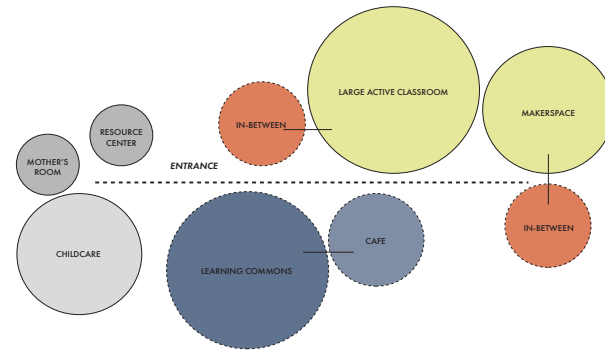 LARGE ACTIVE CLASSROOM
MAKERSPACE
IN-BETWEEN
RESOURCE
CENTER
MOTHER'S
ROOM
ENTRANCE
IN-BETWEEN
CHILDCARE
LEARNING COMMONS
CAFE